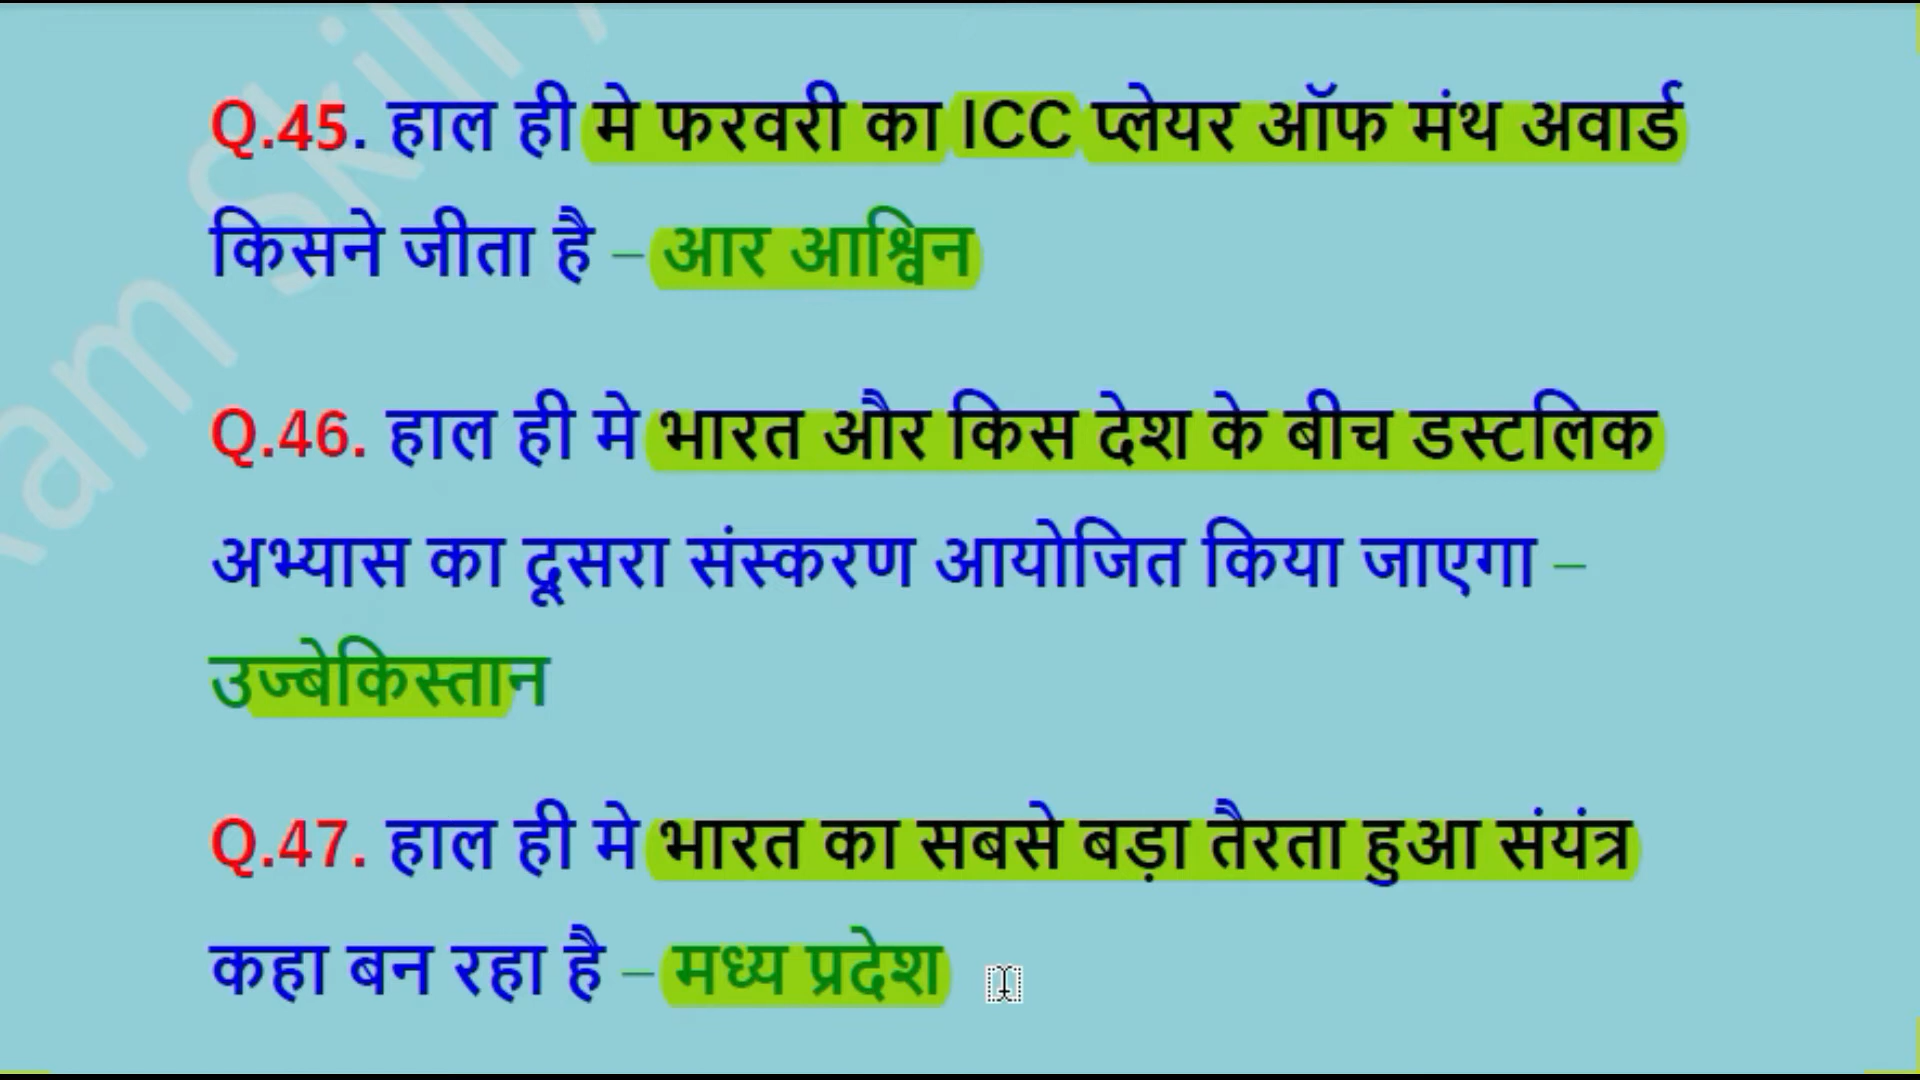 Q.45. हाल ही मे फरवरी का ICC प्लेयर ऑफ मंथ अवार्ड
किसने जीता है – आर आश्विन
Q.46. हाल ही मे भारत और किस देश के बीच डस्टलिक
अभ्यास का दूसरा संस्करण आयोजित किया जाएगा –
उज्बेकिस्तान
Q.47. हाल ही मे भारत का सबसे बड़ा तैरता हुआ संयंत्र
कहा बन रहा है – मध्य प्रदेश